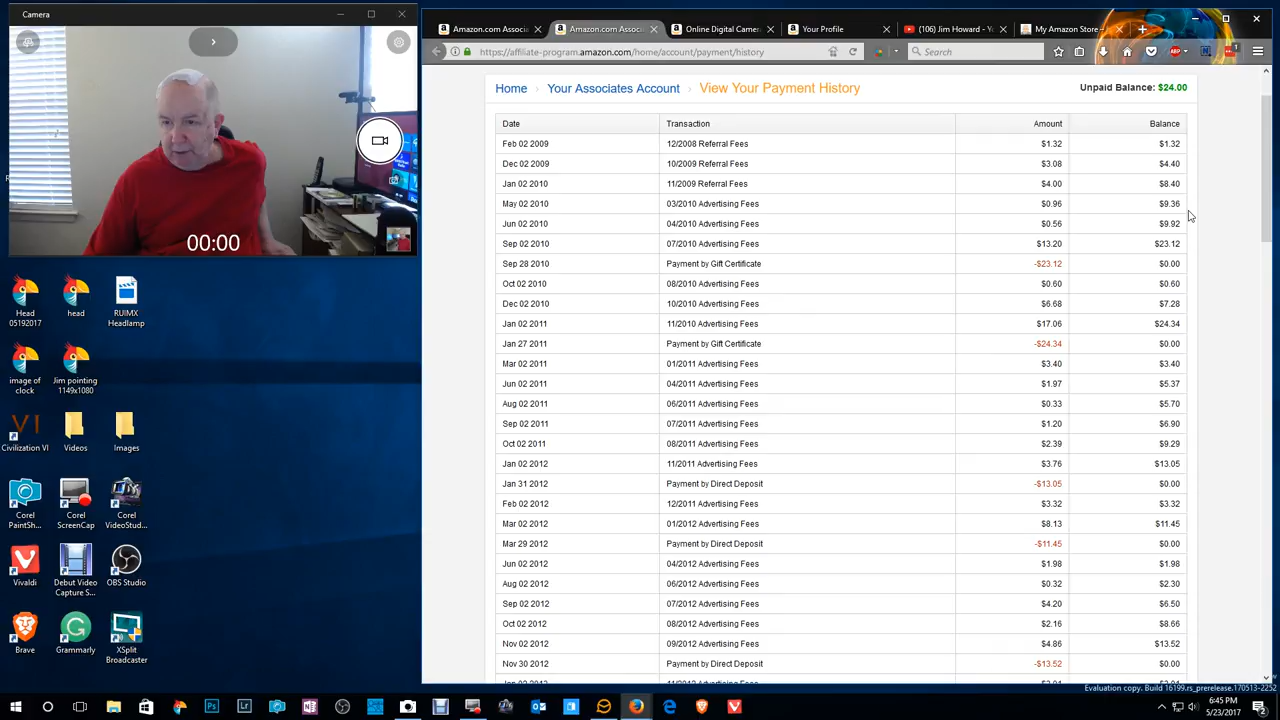 Camera
00:00
Head
05192017
head
RUIMX
Headlamp
image of
clock
Jim pointing
1149x1080
Civilization VI
Videos
Images
Corel
PaintSh...
Corel
ScreenCap
Corel
VideoStud...
Vivaldi
Debut Video
Capture S...
OBS Studio
Brave
Grammarly
XSplit
Broadcaster
Amazon.com Associ
Amazon.com Associ
Online Digital Camer
Your Profile
(106) Jim Howard - Yo
My Amazon Store
https://affiliate-program.amazon.com/home/account/payment/history
Search
Home > Your Associates Account > View Your Payment History
Unpaid Balance: $24.00
Date Transaction Amount Balance
Feb 02 2009 12/2008 Referral Fees $1.32 $1.32
Dec 02 2009 10/2009 Referral Fees $3.08 $4.40
Jan 02 2010 11/2009 Referral Fees $4.00 $8.40
May 02 2010 03/2010 Advertising Fees $0.96 $9.36
Jun 02 2010 04/2010 Advertising Fees $0.56 $9.92
Sep 02 2010 07/2010 Advertising Fees $13.20 $23.12
Sep 28 2010 Payment by Gift Certificate -$23.12 $0.00
Oct 02 2010 08/2010 Advertising Fees $0.60 $0.60
Dec 02 2010 10/2010 Advertising Fees $6.68 $7.28
Jan 02 2011 11/2010 Advertising Fees $17.06 $24.34
Jan 27 2011 Payment by Gift Certificate -$24.34 $0.00
Mar 02 2011 01/2011 Advertising Fees $3.40 $3.40
Jun 02 2011 04/2011 Advertising Fees $1.97 $5.37
Aug 02 2011 06/2011 Advertising Fees $0.33 $5.70
Sep 02 2011 07/2011 Advertising Fees $1.20 $6.90
Oct 02 2011 08/2011 Advertising Fees $2.39 $9.29
Jan 02 2012 11/2011 Advertising Fees $3.76 $13.05
Jan 31 2012 Payment by Direct Deposit -$13.05 $0.00
Feb 02 2012 12/2011 Advertising Fees $3.32 $3.32
Mar 02 2012 01/2012 Advertising Fees $8.13 $11.45
Mar 29 2012 Payment by Direct Deposit -$11.45 $0.00
Jun 02 2012 04/2012 Advertising Fees $1.98 $1.98
Aug 02 2012 06/2012 Advertising Fees $0.32 $2.30
Sep 02 2012 07/2012 Advertising Fees $4.20 $6.50
Oct 02 2012 08/2012 Advertising Fees $2.16 $8.66
Nov 02 2012 09/2012 Advertising Fees $4.86 $13.52
Nov 30 2012 Payment by Direct Deposit -$13.52 $0.00
Evaluation copy. Build 16199.rs_prerelease.170513-2252
6:45 PM
5/23/2017